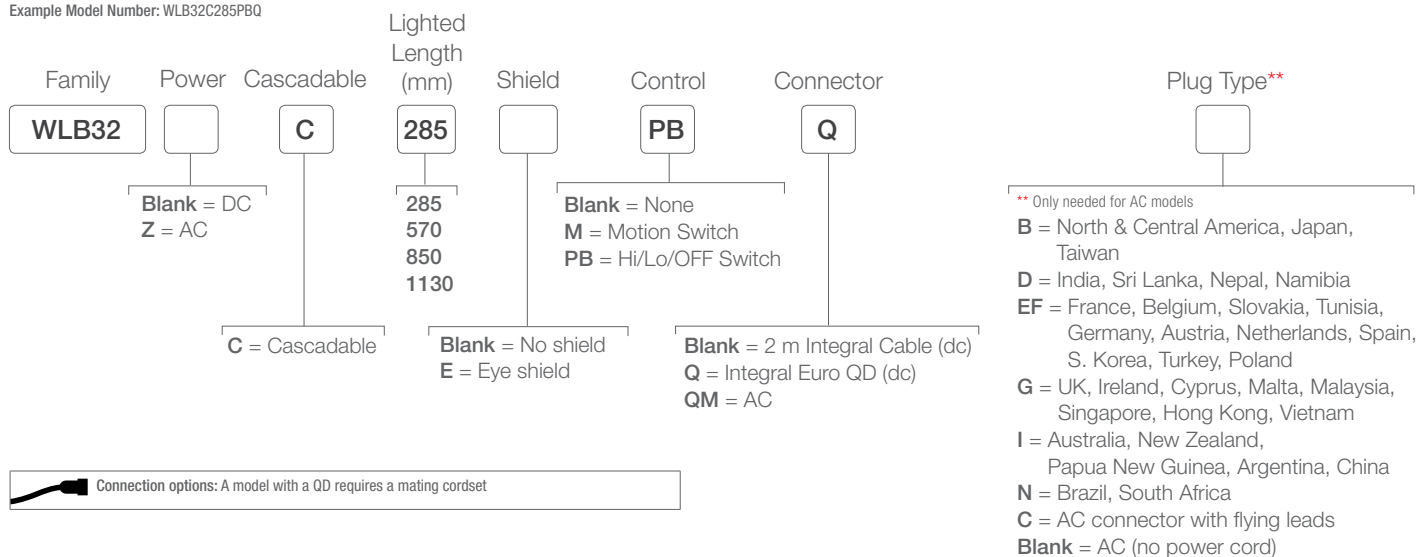 Example Model Number: WLB32C285PBQ
Family
Power
Cascadable
Lighted
Length
(mm)
Shield
Control
Connector
Plug Type**
WLB32
C
285
PB
Q
Blank = DC
Z = AC
C = Cascadable
285
570
850
1130
Blank = No shield
E = Eye shield
Blank = None
M = Motion Switch
PB = Hi/Lo/OFF Switch
Blank = 2 m Integral Cable (dc)
Q = Integral Euro QD (dc)
QM = AC
** Only needed for AC models
B = North & Central America, Japan,
Taiwan
D = India, Sri Lanka, Nepal, Namibia
EF = France, Belgium, Slovakia, Tunisia,
Germany, Austria, Netherlands, Spain,
S. Korea, Turkey, Poland
G = UK, Ireland, Cyprus, Malta, Malaysia,
Singapore, Hong Kong, Vietnam
I = Australia, New Zealand,
Papua New Guinea, Argentina, China
N = Brazil, South Africa
C = AC connector with flying leads
Blank = AC (no power cord)
Connection options: A model with a QD requires a mating cordset